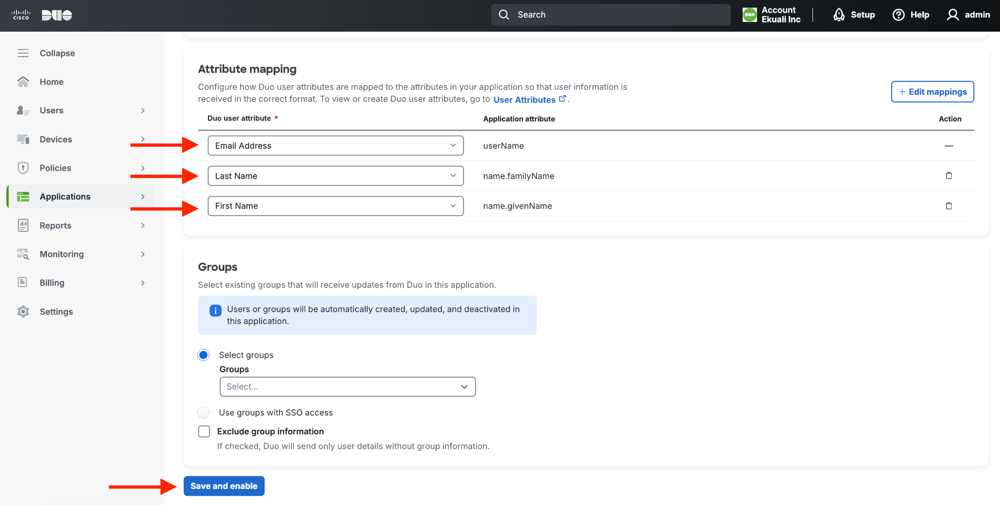 CISCO DUO
Search
Account
Ekuali Inc
Setup
Help
admin
Collapse
Home
Users
Devices
Policies
Applications
Reports
Monitoring
Billing
Settings
Attribute mapping
Configure how Duo user attributes are mapped to the attributes in your application so that user information is
received in the correct format. To view or create Duo user attributes, go to User Attributes .
+ Edit mappings
Duo user attribute * Application attribute Action
Email Address userName —
Last Name name.familyName
First Name name.givenName
Groups
Select existing groups that will receive updates from Duo in this application.
Users or groups will be automatically created, updated, and deactivated in
this application.
Select groups
Groups
Select...
Use groups with SSO access
Exclude group information
If checked, Duo will send only user details without group information.
Save and enable